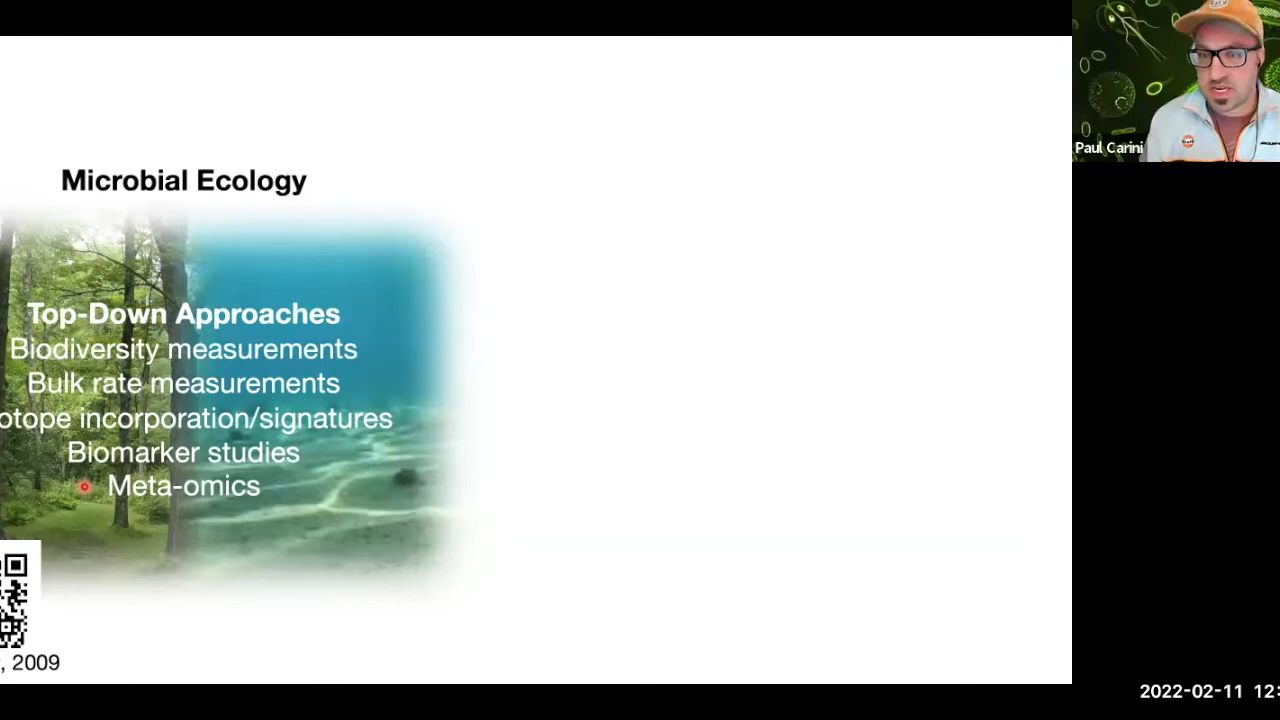 Paul Carini
Microbial Ecology
Top-Down Approaches
Biodiversity measurements
Bulk rate measurements
otope incorporation/signatures
Biomarker studies
Meta-omics
, 2009
2022-02-11 12: